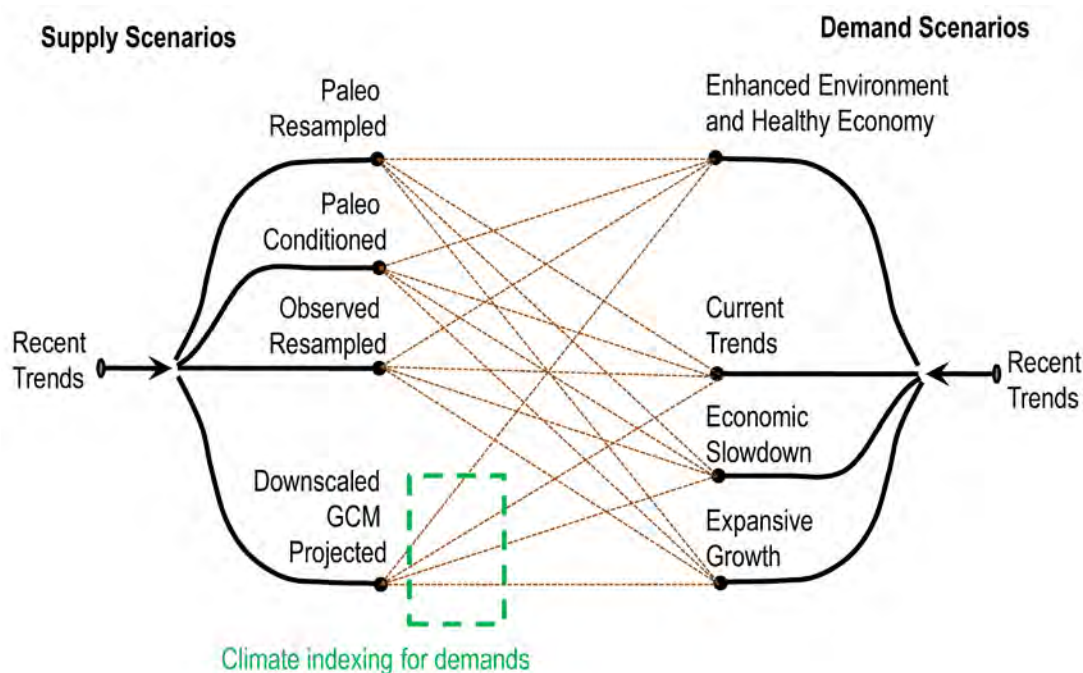 Supply Scenarios
Demand Scenarios
Paleo
Resampled
Enhanced Environment
and Healthy Economy
Paleo
Conditioned
Observed
Resampled
Current
Trends
Recent
Trends
Recent
Trends
Economic
Slowdown
Downscaled
GCM
Projected
Expansive
Growth
Climate indexing for demands